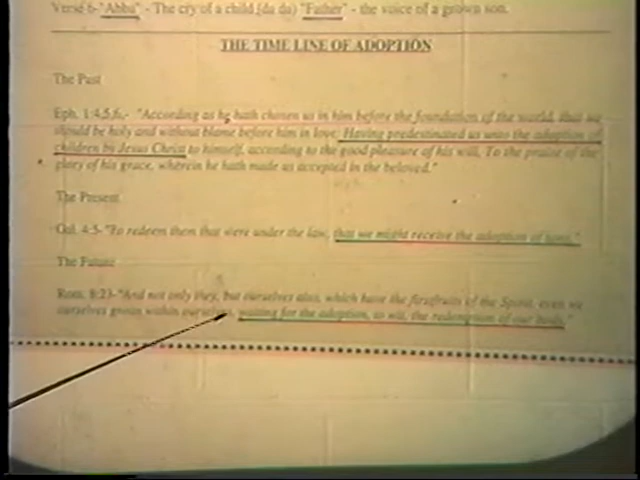 Verse 6-"Abba" - The cry of a child (da da) "Father" - the voice of a grown son.
THE TIME LINE OF ADOPTION
The Past
Eph. 1:4,5,6,- "According as he hath chosen us in him before the foundation of the world, that we
should be holy and without blame before him in love: Having predestinated us unto the adoption of
children by Jesus Christ to himself, according to the good pleasure of his will, To the praise of the
glory of his grace, wherein he hath made us accepted in the beloved."
The Present
Gal. 4:5-"To redeem them that were under the law, that we might receive the adoption of sons."
The Future
Rom. 8:23-"And not only they, but ourselves also, which have the firstfruits of the Spirit, even we
ourselves groan within ourselves, waiting for the adoption, to wit, the redemption of our body."